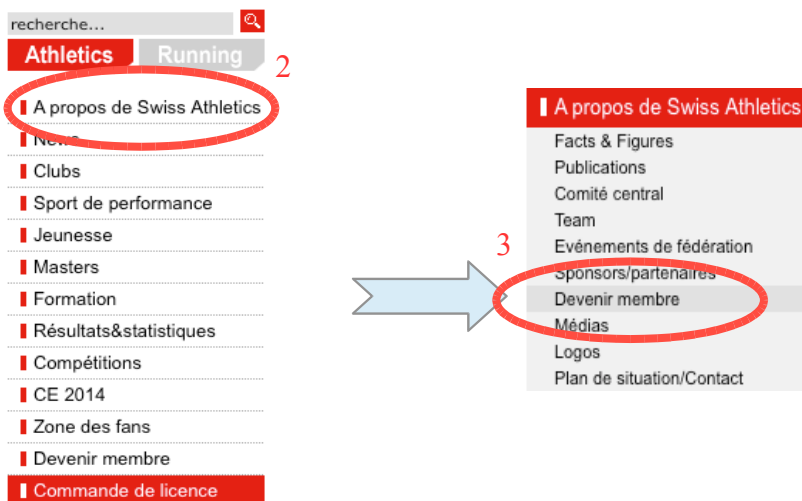 recherche...
Athletics Running
2
A propos de Swiss Athletics
News
Clubs
Sport de performance
Jeunesse
Masters
Formation
Résultats&statistiques
Compétitions
CE 2014
Zone des fans
Devenir membre
Commande de licence
A propos de Swiss Athletics
Facts & Figures
Publications
Comité central
Team
3
Evénements de fédération
Sponsors/partenaires
Devenir membre
Médias
Logos
Plan de situation/Contact